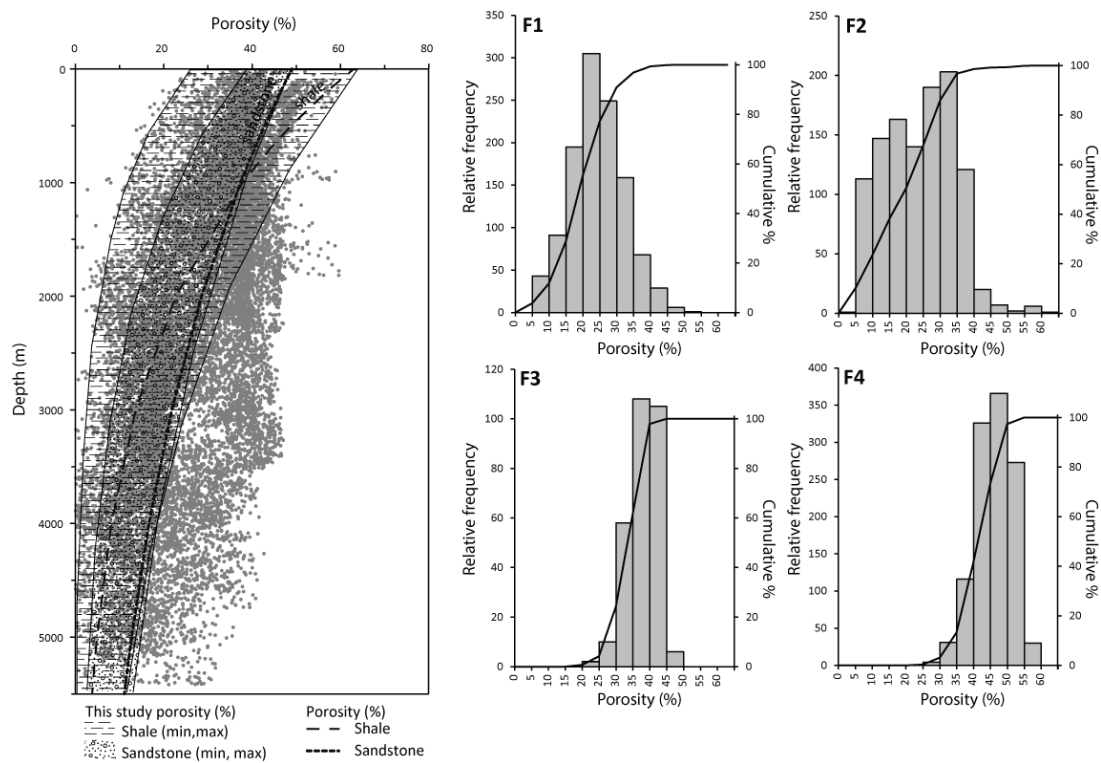 Porosity (%)
0 20 40 60 80
Depth (m)
0
1000
2000
3000
4000
5000
sandstone
shale
This study porosity (%)
Shale (min,max)
Sandstone (min, max)
Porosity (%)
Shale
Sandstone
F1
Relative frequency
350
300
250
200
150
100
50
0
Cumulative %
100
80
60
40
20
0
0 5 10 15 20 25 30 35 40 45 50 55 60
Porosity (%)
F2
Relative frequency
250
200
150
100
50
0
Cumulative %
100
80
60
40
20
0
0 5 10 15 20 25 30 35 40 45 50 55 60
Porosity (%)
F3
Relative frequency
120
100
80
60
40
20
0
Cumulative %
100
80
60
40
20
0
0 5 10 15 20 25 30 35 40 45 50 55 60
Porosity (%)
F4
Relative frequency
400
350
300
250
200
150
100
50
0
Cumulative %
100
80
60
40
20
0
0 5 10 15 20 25 30 35 40 45 50 55 60
Porosity (%)